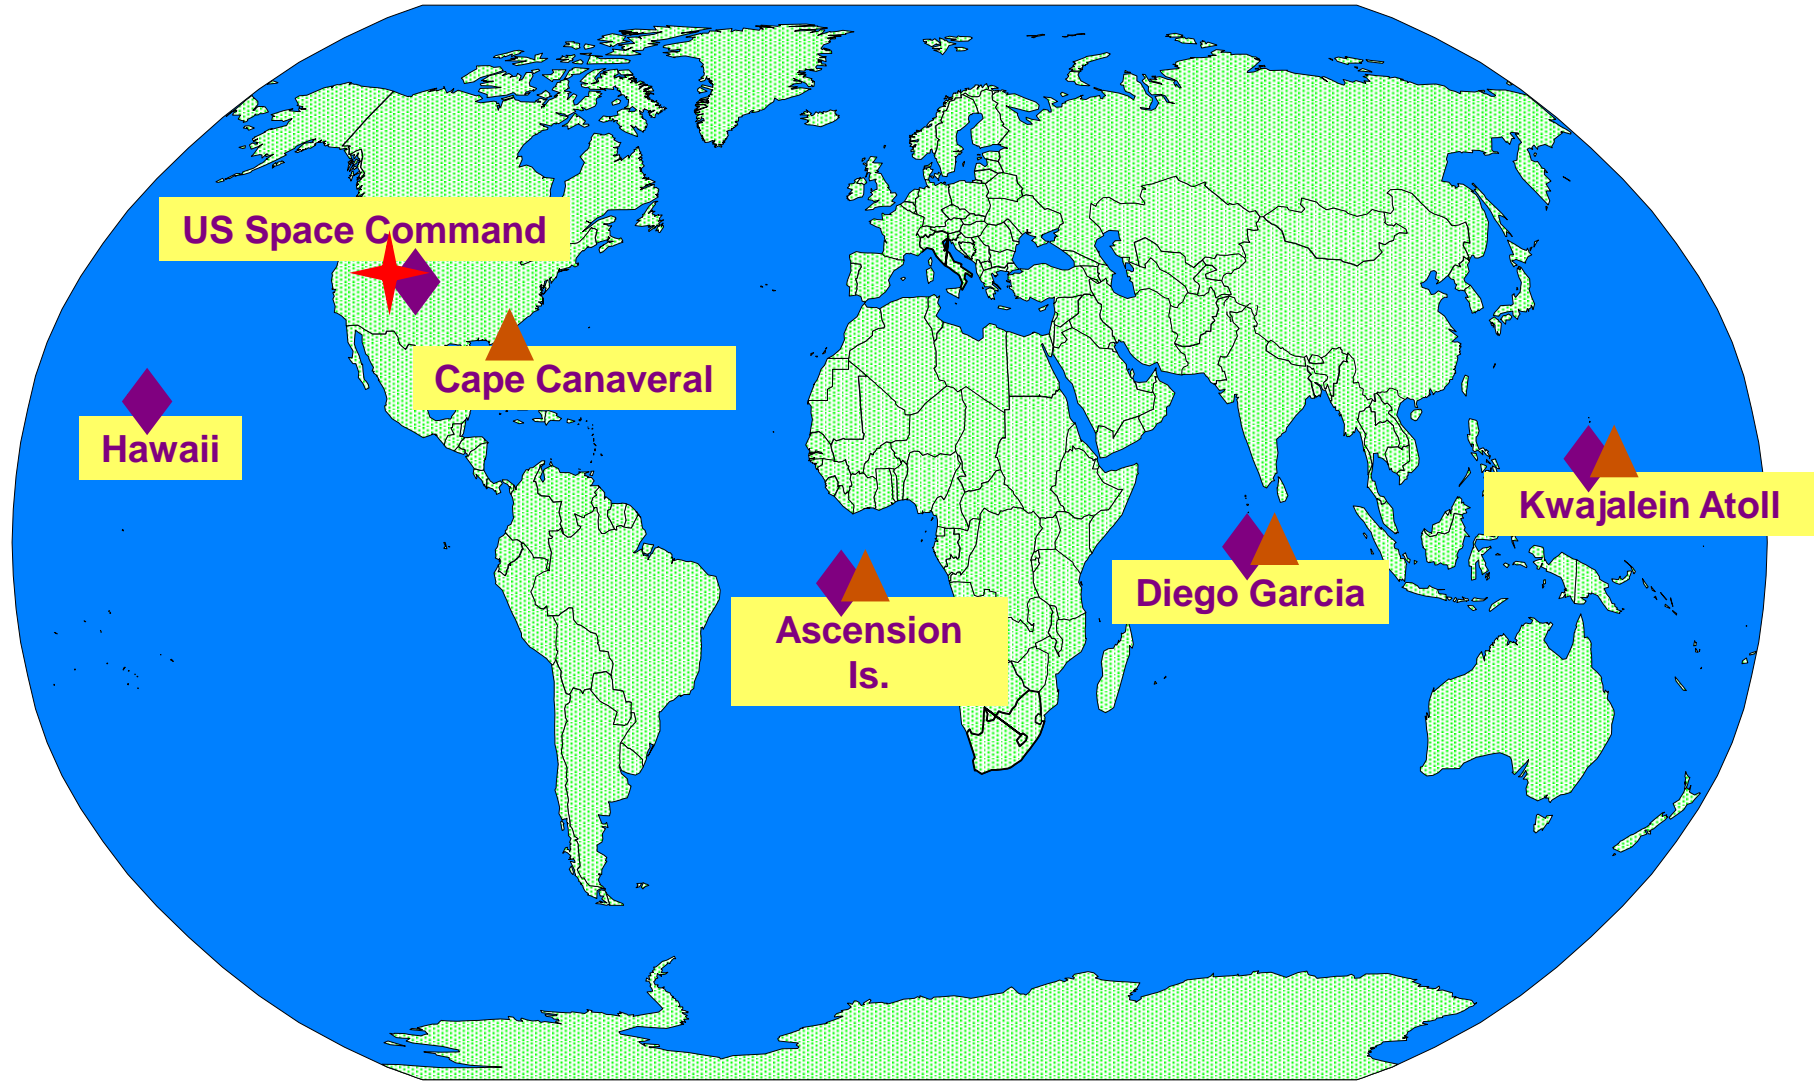 US Space Command
Cape Canaveral
Hawaii
Kwajalein Atoll
Diego Garcia
Ascension
Is.